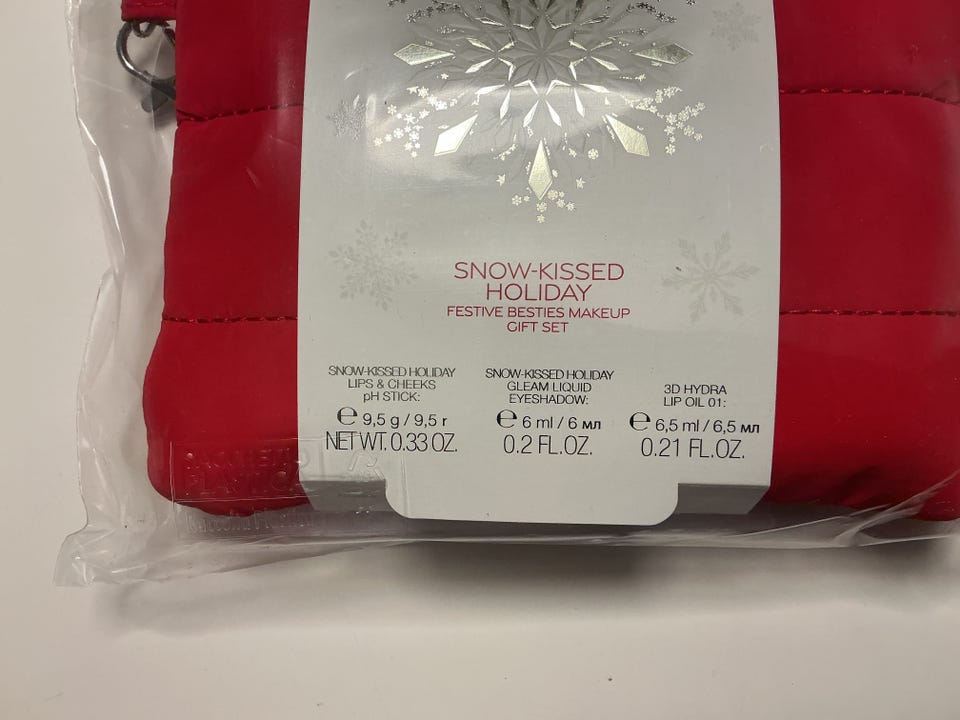 SNOW-KISSED
HOLIDAY
FESTIVE BESTIES MAKEUP
GIFT SET
SNOW-KISSED HOLIDAY
LIPS & CHEEKS
pH STICK:
℮ 9,5 g / 9,5 г
NET WT. 0.33 OZ.
SNOW-KISSED HOLIDAY
GLEAM LIQUID
EYESHADOW:
℮ 6 ml / 6 мл
0.2 FL.OZ.
3D HYDRA
LIP OIL 01:
℮ 6,5 ml / 6,5 мл
0.21 FL.OZ.